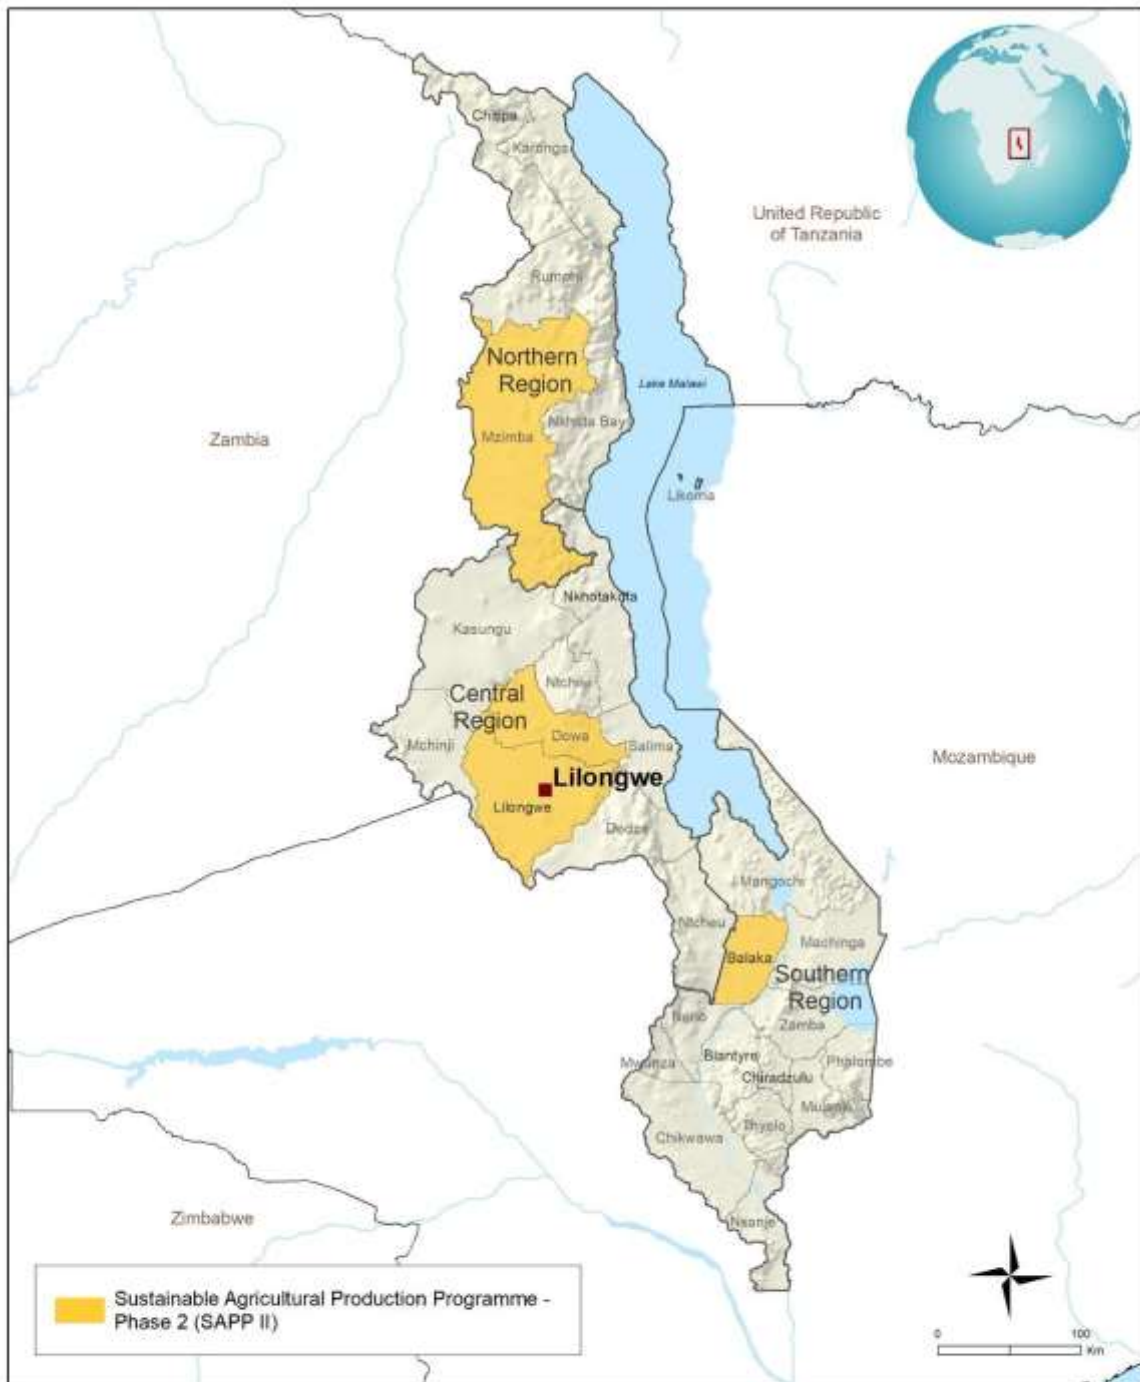 Chitipa
Karonga
United Republic
of Tanzania
Rumphi
Northern
Region
Lake Malawi
Nkhata Bay
Mzimba
Zambia
Likoma
Nkhotakota
Kasungu
Ntchisi
Central
Region
Dowa
Mchinji
Salima
Mozambique
Lilongwe
Lilongwe
Dedza
Mangochi
Ntcheu
Machinga
Balaka
Southern
Region
Neno
Zomba
Mwanza
Blantyre
Phalombe
Chiradzulu
Mulanje
Thyolo
Chikwawa
Zimbabwe
Nsanje
Sustainable Agricultural Production Programme -
Phase 2 (SAPP II)
0 100
Km